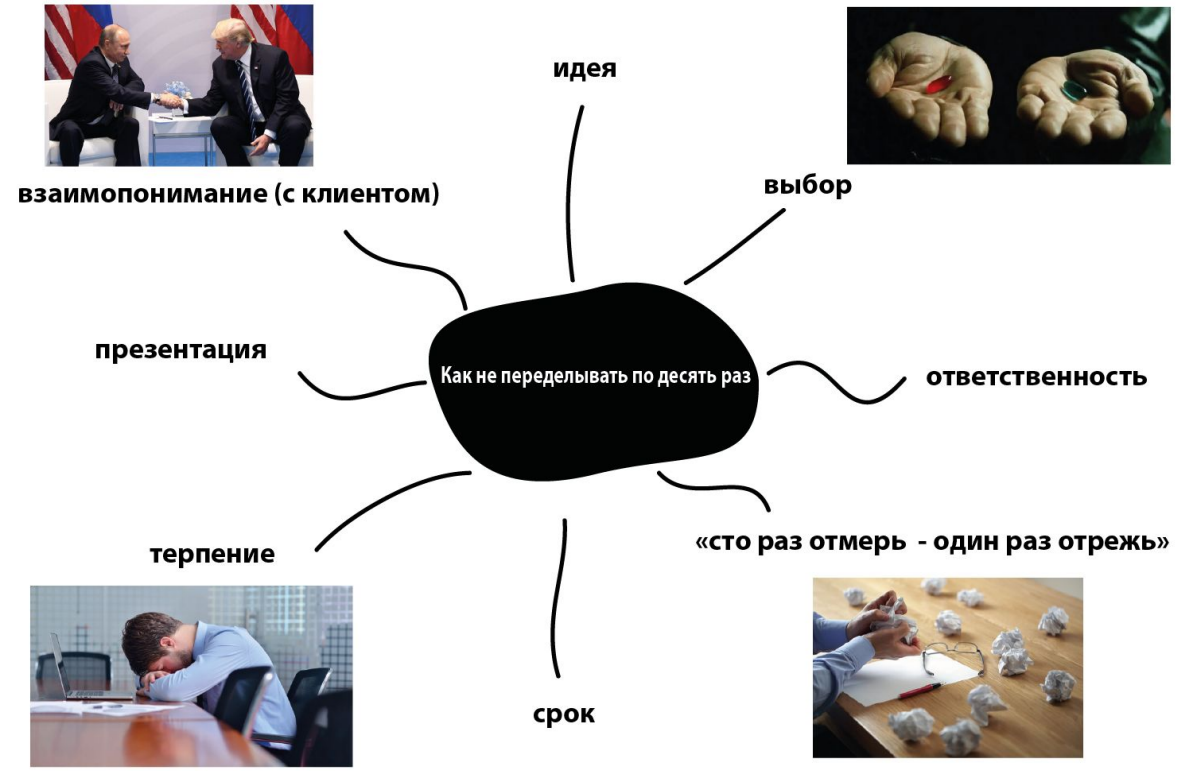 идея
выбор
взаимопонимание (с клиентом)
презентация
Как не переделывать по десять раз
ответственность
«сто раз отмерь - один раз отрежь»
терпение
срок